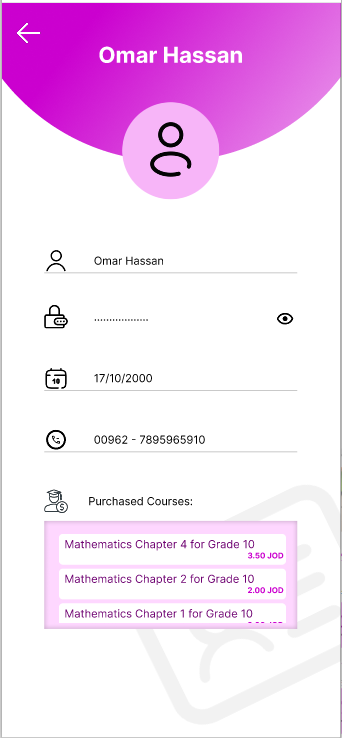 Omar Hassan
Omar Hassan
..................
10
17/10/2000
00962 - 7895965910
$
Purchased Courses:
Mathematics Chapter 4 for Grade 10
3.50 JOD
Mathematics Chapter 2 for Grade 10
2.00 JOD
Mathematics Chapter 1 for Grade 10